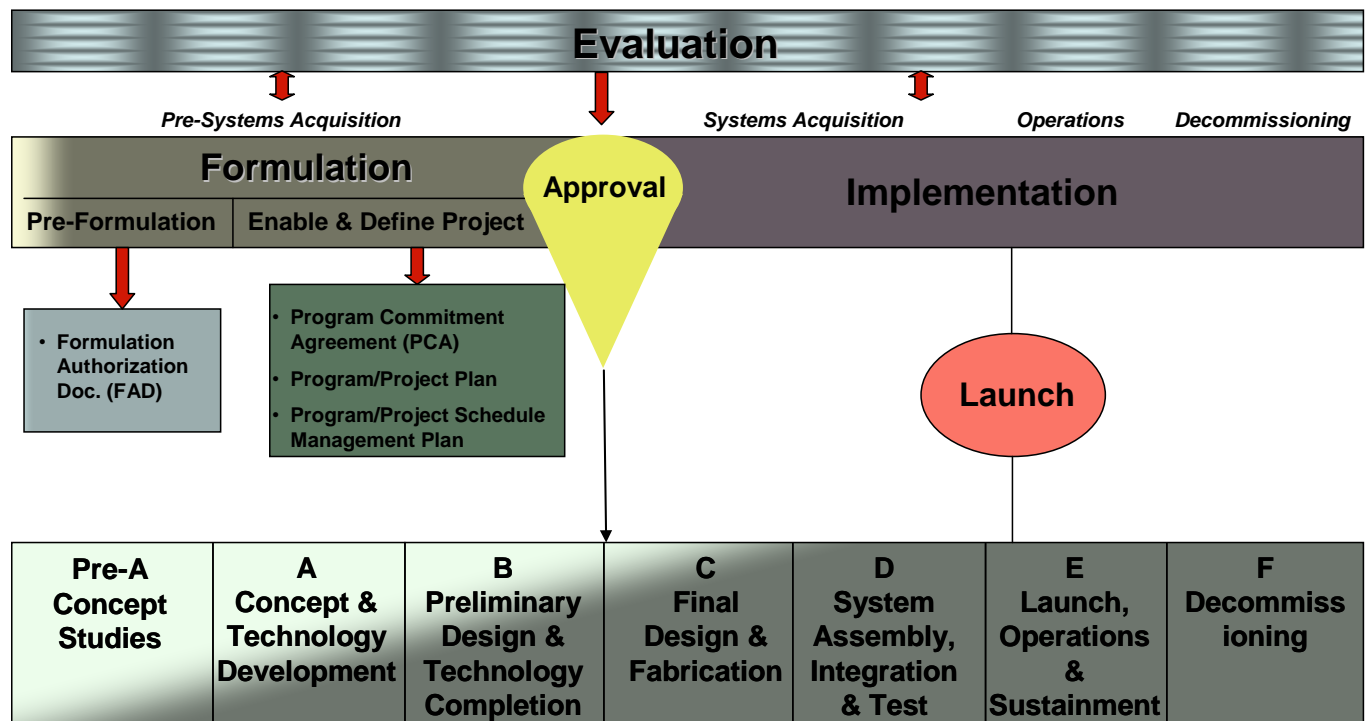 Evaluation
Pre-Systems Acquisition
Systems Acquisition
Operations
Decommissioning
Formulation
Pre-Formulation
Enable & Define Project
Approval
Implementation
• Formulation
Authorization
Doc. (FAD)
• Program Commitment
Agreement (PCA)
• Program/Project Plan
• Program/Project Schedule
Management Plan
Launch
Pre-A
Concept
Studies
A
Concept &
Technology
Development
B
Preliminary
Design &
Technology
Completion
C
Final
Design &
Fabrication
D
System
Assembly,
Integration
& Test
E
Launch,
Operations
&
Sustainment
F
Decommiss
ioning